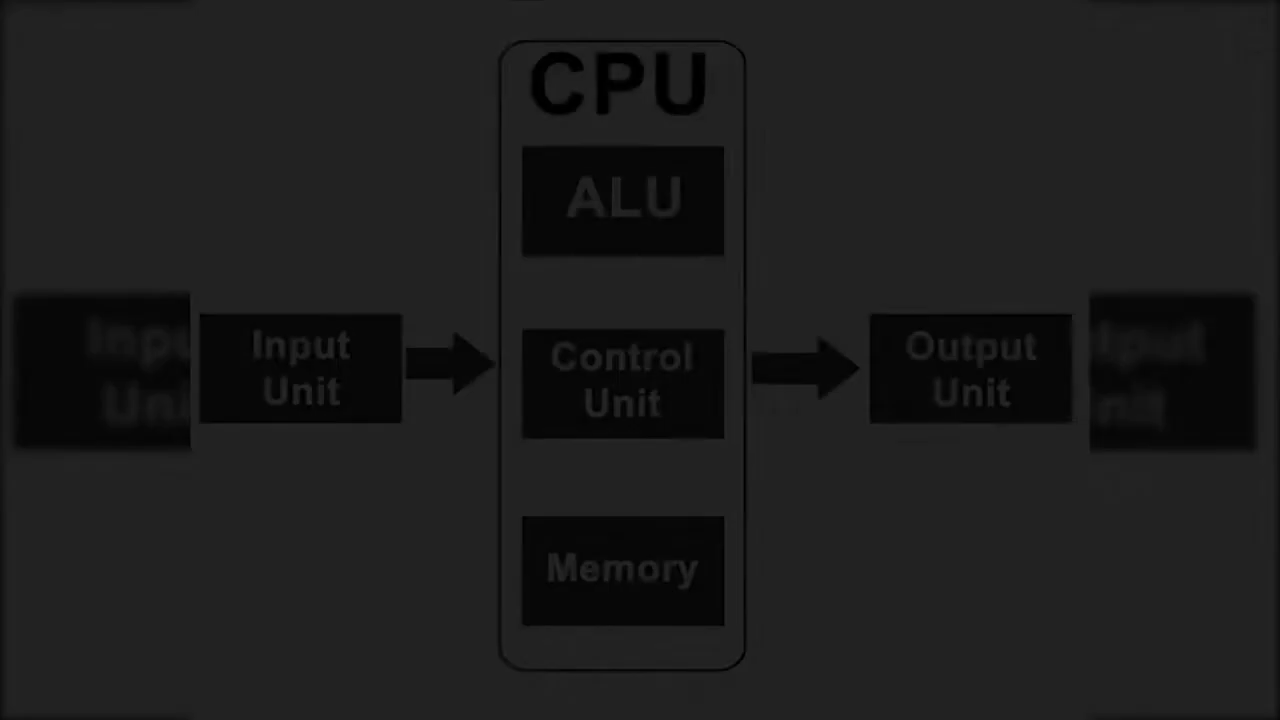 CPU
ALU
Input
Unit
Control
Unit
Output
Unit
Memory